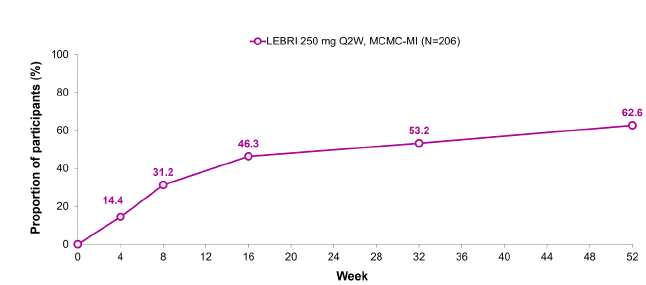 LEBRI 250 mg Q2W, MCMC-MI (N=206)
Proportion of participants (%)
100
80
60
40
20
0
14.4
31.2
46.3
53.2
62.6
0 4 8 12 16 20 24 28 32 36 40 44 48 52
Week